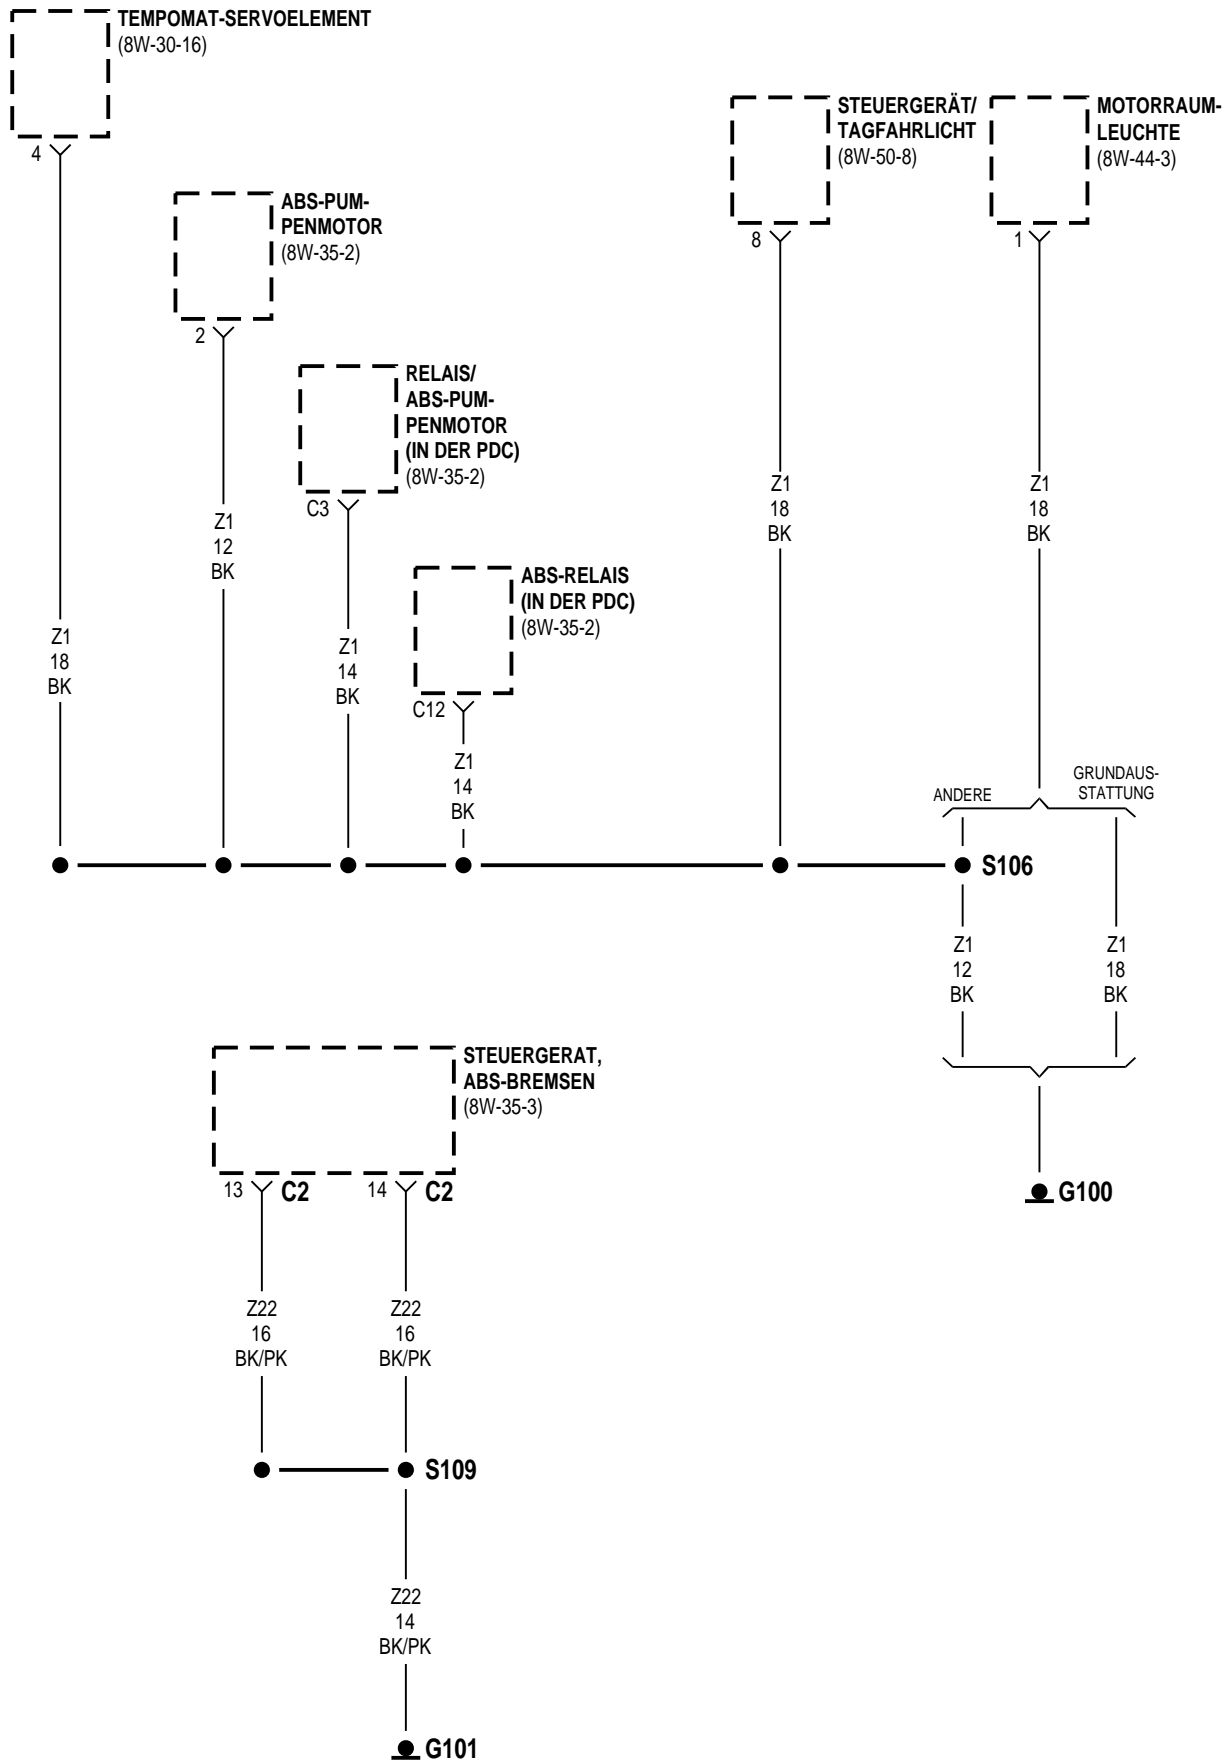 TEMPOMAT-SERVOELEMENT
(8W-30-16)
4
Z1
18
BK
ABS-PUM-
PENMOTOR
(8W-35-2)
2
Z1
12
BK
RELAIS/
ABS-PUM-
PENMOTOR
(IN DER PDC)
(8W-35-2)
C3
Z1
14
BK
ABS-RELAIS
(IN DER PDC)
(8W-35-2)
C12
Z1
14
BK
STEUERGERÄT/
TAGFAHRLICHT
(8W-50-8)
8
Z1
18
BK
MOTORRAUM-
LEUCHTE
(8W-44-3)
1
Z1
18
BK
ANDERE
GRUNDAUS-
STATTUNG
S106
Z1
12
BK
Z1
18
BK
G100
STEUERGERAT,
ABS-BREMSEN
(8W-35-3)
13 C2
14 C2
Z22
16
BK/PK
Z22
16
BK/PK
S109
Z22
14
BK/PK
G101